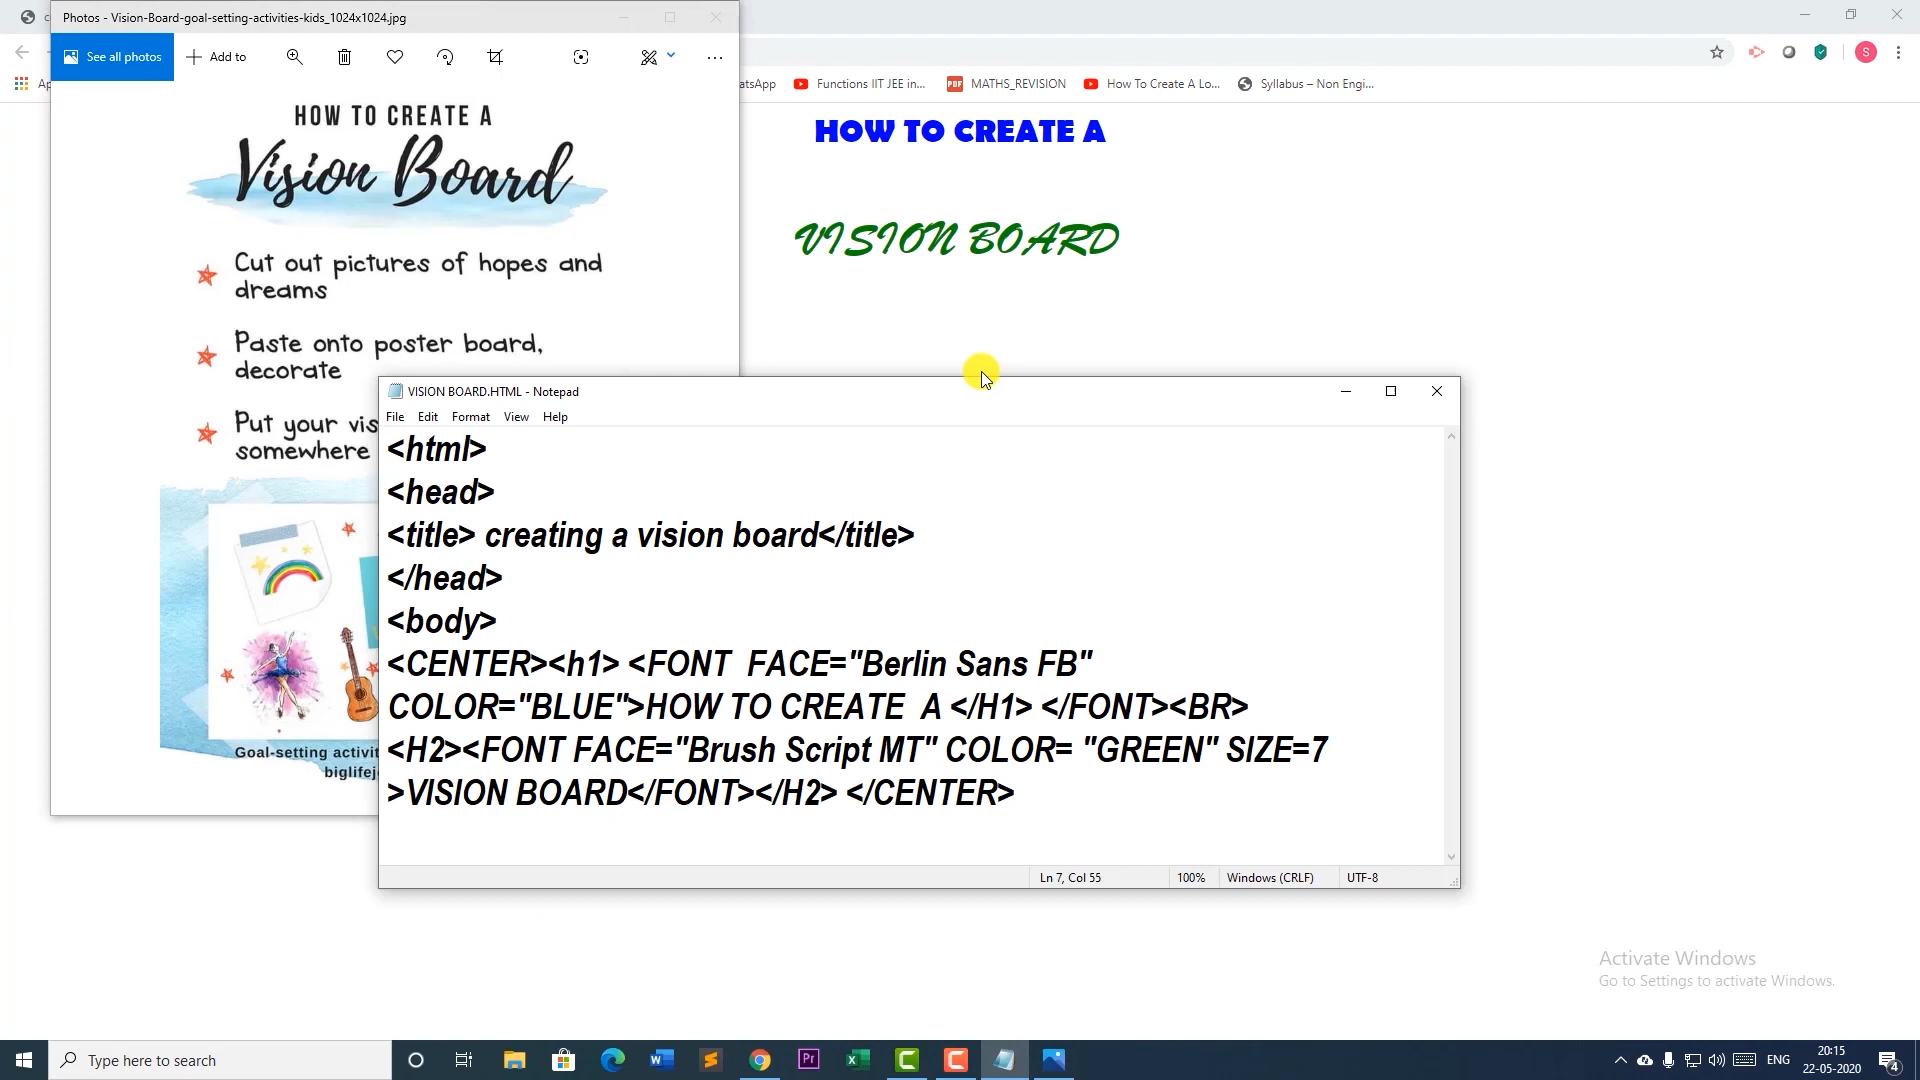 Photos - Vision-Board-goal-setting-activities-kids_1024x1024.jpg
See all photos
Add to
atsApp
Functions IIT JEE in...
MATHS_REVISION
How To Create A Lo...
Syllabus – Non Engi...
S
HOW TO CREATE A
Vision Board
Cut out pictures of hopes and
dreams
Paste onto poster board,
decorate
Put your vis
somewhere
Goal-setting activit
biglifej
HOW TO CREATE A
VISION BOARD
VISION BOARD.HTML - Notepad
File Edit Format View Help
<html>
<head>
<title> creating a vision board</title>
</head>
<body>
<CENTER><h1> <FONT  FACE="Berlin Sans FB"
COLOR="BLUE">HOW TO CREATE  A </H1> </FONT><BR>
<H2><FONT FACE="Brush Script MT" COLOR= "GREEN" SIZE=7
>VISION BOARD</FONT></H2> </CENTER>
Ln 7, Col 55
100%
Windows (CRLF)
UTF-8
Activate Windows
Go to Settings to activate Windows.
Type here to search
ENG
20:15
22-05-2020
4